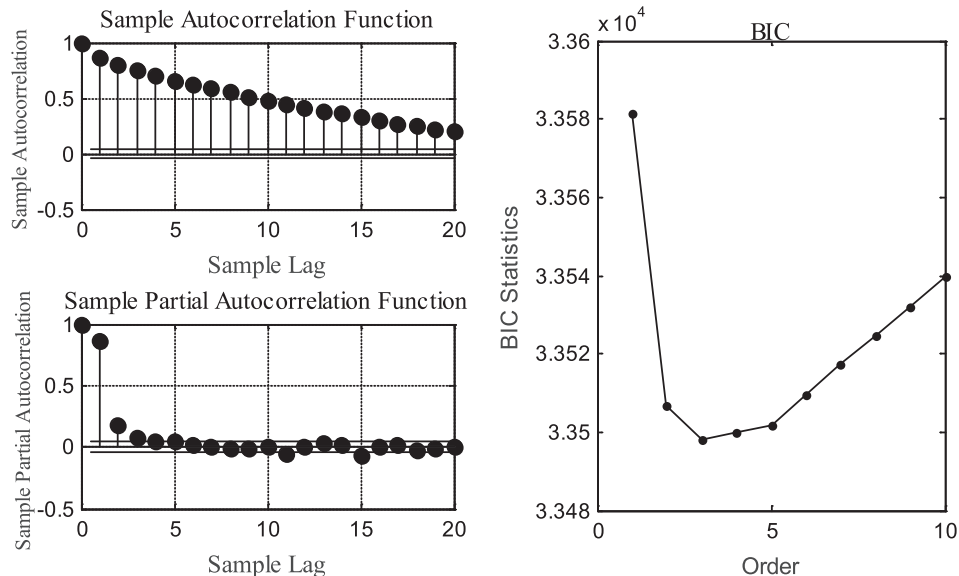 Sample Autocorrelation Function
1
0.5
0
-0.5
0 5 10 15 20
Sample Autocorrelation
Sample Lag
Sample Partial Autocorrelation Function
1
0.5
0
-0.5
0 5 10 15 20
Sample Partial Autocorrelation
Sample Lag
x 10⁴
BIC
3.36
3.358
3.356
3.354
3.352
3.35
3.348
0 5 10
BIC Statistics
Order